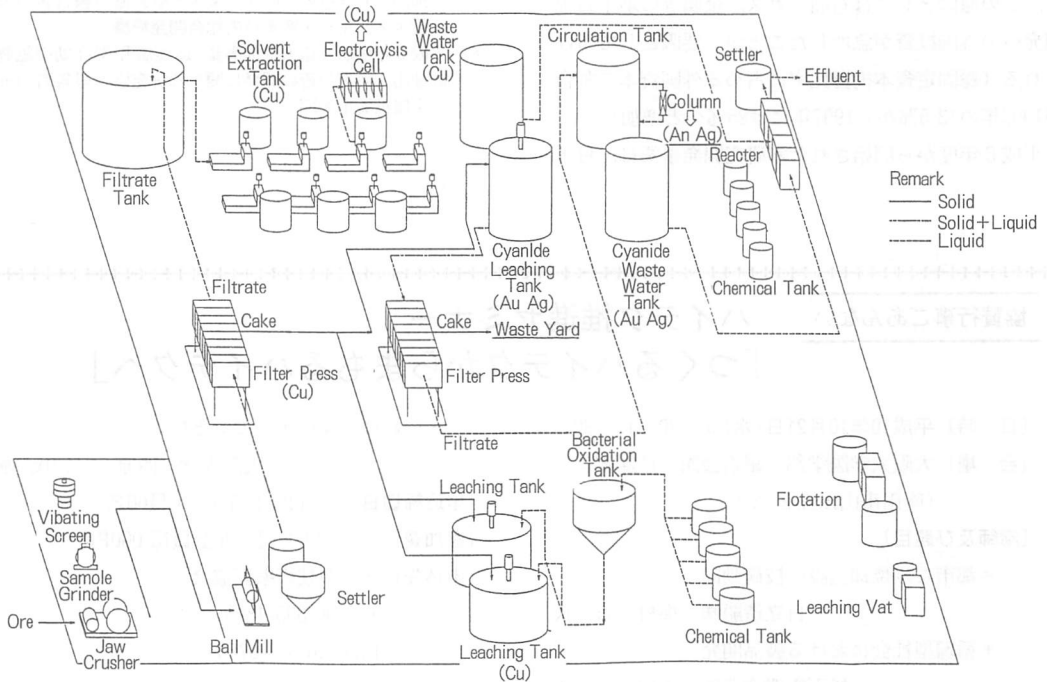 (Cu)
Solvent
Extraction
Tank
(Cu)
Electroiysis
Cell
Waste
Water
Tank
(Cu)
Circulation Tank
Settler
Effluent
Column
(An Ag)
Reacter
Remark
Solid
Solid+Liquid
Liquid
Filtrate
Tank
Cyanlde
Leaching
Tank
(Au Ag)
Cyanide
Waste
Water
Tank
(Au Ag)
Chemical Tank
Filtrate
Cake
Filter Press
(Cu)
Cake
Waste Yard
Filter Press
Filtrate
Bacterial
Oxidation
Tank
Leaching Tank
Flotation
Vibating
Screen
Samole
Grinder
Ore
Jaw
Crusher
Ball Mill
Settler
Leaching Tank
(Cu)
Chemical Tank
Leaching Vat